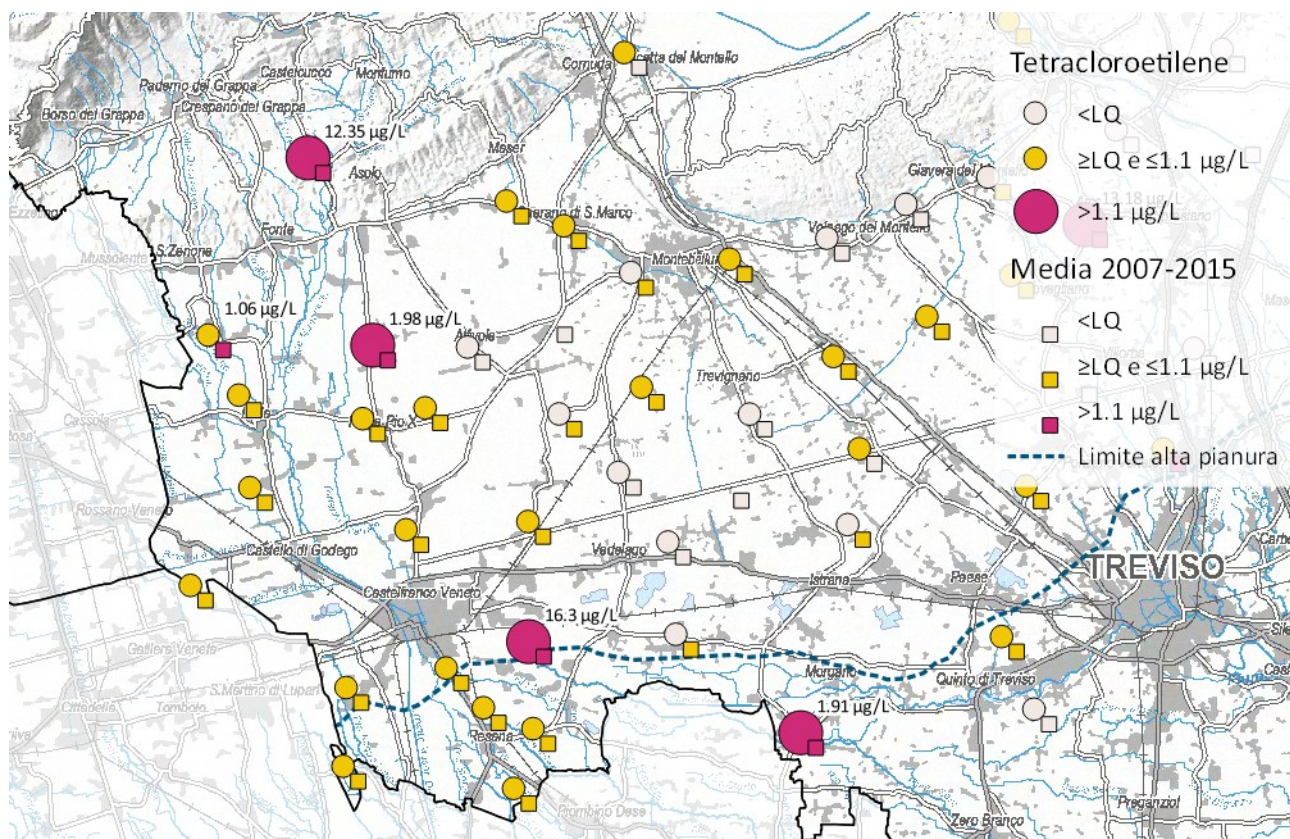 Tetracloroetilene
<LQ
≥LQ e ≤1.1 µg/L
>1.1 µg/L
Media 2007-2015
<LQ
≥LQ e ≤1.1 µg/L
>1.1 µg/L
Limite alta pianura
Cornuda
Castelcucco
Monfumo
Paderno del Grappa
Crespano del Grappa
Borso del Grappa
12.35 µg/L
Maser
Asolo
Giavera del
13.18 µg/L
Fonte
S.Zenone
Mussolente
Volpago del Montello
1.06 µg/L
1.98 µg/L
Trevignano
Cassola
Rossano Veneto
Castello di Godego
Vedelago
Istrana
Paese
TREVISO
Castelfranco Veneto
16.3 µg/L
Galliera Veneta
S.Martino di Lupari
Cittadella
Tombolo
Morgano
Quinto di Treviso
1.91 µg/L
Resana
Piombino Dese
Zero Branco
Preganziol